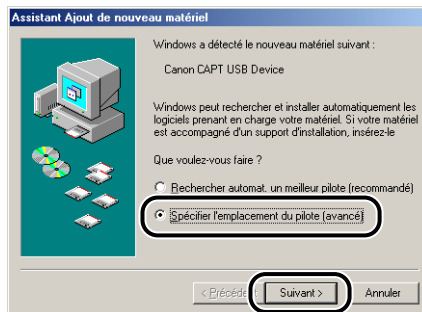 Assistant Ajout de nouveau matériel
Windows a détecté le nouveau matériel suivant :
Canon CAPT USB Device
Windows peut rechercher et installer automatiquement les
logiciels prenant en charge votre matériel. Si votre matériel
est accompagné d'un support d'installation, insérez-le
Que voulez-vous faire ?
Rechercher automat. un meilleur pilote (recommandé)
Spécifier l'emplacement du pilote (avancé)
< Précédent Suivant > Annuler